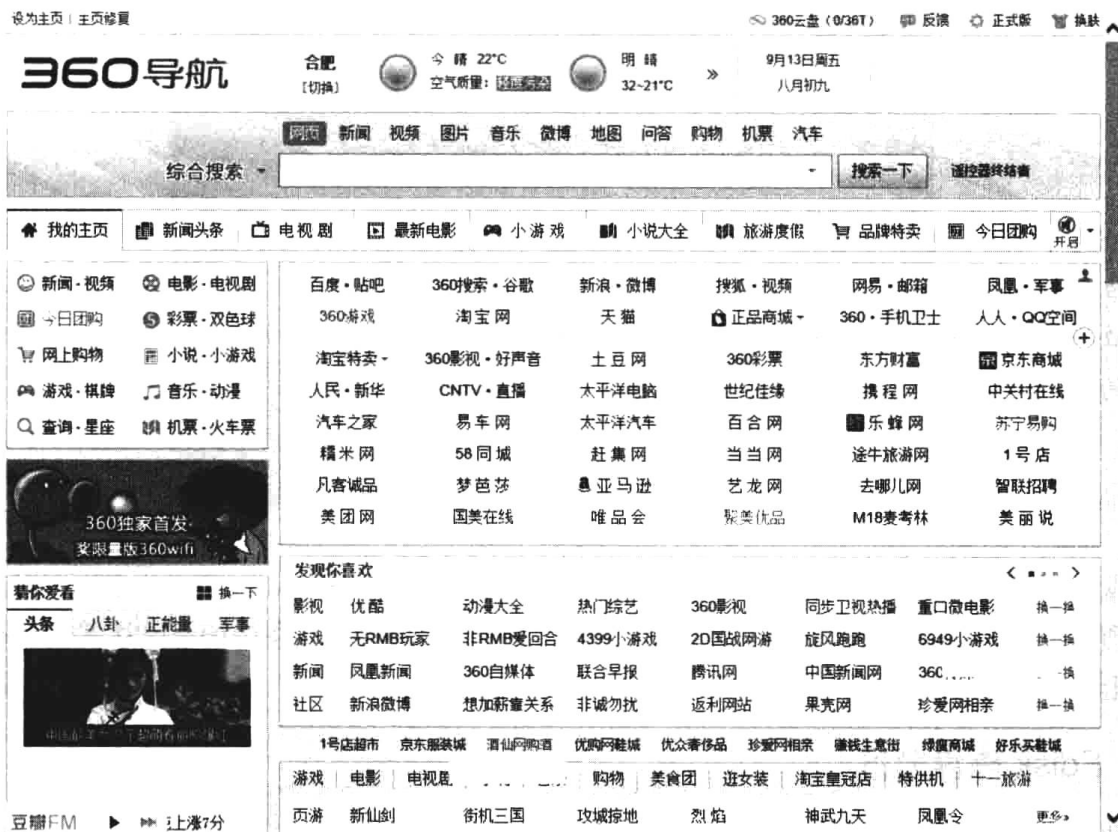 设为主页 | 主页修复
360云盘（0/36T） 反馈 正式版 换肤
360导航 合肥 [切换] 今 晴 22°C 空气质量： 明 晴 32~21°C » 9月13日周五 八月初九
网页 新闻 视频 图片 音乐 微博 地图 问答 购物 机票 汽车
综合搜索 搜索一下 遥控器终结者
我的主页 新闻头条 电视剧 最新电影 小游戏 小说大全 旅游度假 品牌特卖 今日团购 开启
新闻·视频 电影·电视剧
今日团购 彩票·双色球
网上购物 小说·小游戏
游戏·棋牌 音乐·动漫
查询·星座 机票·火车票
百度·贴吧 360搜索·谷歌 新浪·微博 搜狐·视频 网易·邮箱 凤凰·军事
360游戏 淘宝网 天猫 正品商城 360·手机卫士 人人·QQ空间
淘宝特卖 360影视·好声音 土豆网 360彩票 东方财富 京东商城
人民·新华 CNTV·直播 太平洋电脑 世纪佳缘 携程网 中关村在线
汽车之家 易车网 太平洋汽车 百合网 乐蜂网 苏宁易购
糯米网 58同城 赶集网 当当网 途牛旅游网 1号店
凡客诚品 梦芭莎 亚马逊 艺龙网 去哪儿网 智联招聘
美团网 国美在线 唯品会 聚美优品 M18麦考林 美丽说
360独家首发
奖限量版360wifi
猜你爱看 换一下
头条 八卦 正能量 军事
豆瓣FM 上涨7分
发现你喜欢
影视 优酷 动漫大全 热门综艺 360影视 同步卫视热播 重口微电影 换一换
游戏 无RMB玩家 非RMB爱回合 4399小游戏 2D国战网游 旋风跑跑 6949小游戏 换一换
新闻 凤凰新闻 360自媒体 联合早报 腾讯网 中国新闻网 360 换
社区 新浪微博 想加薪靠关系 非诚勿扰 返利网站 果壳网 珍爱网相亲 换一换
1号店超市 京东服装城 酒仙网购酒 优购网鞋城 优众奢侈品 珍爱网相亲 赚钱生意街 绿瘦商城 好乐买鞋城
游戏 | 电影 | 电视剧 购物 | 美食团 | 逛女装 | 淘宝皇冠店 | 特供机 | 十一旅游
页游 新仙剑 街机三国 攻城掠地 烈焰 神武九天 凤凰令 更多»